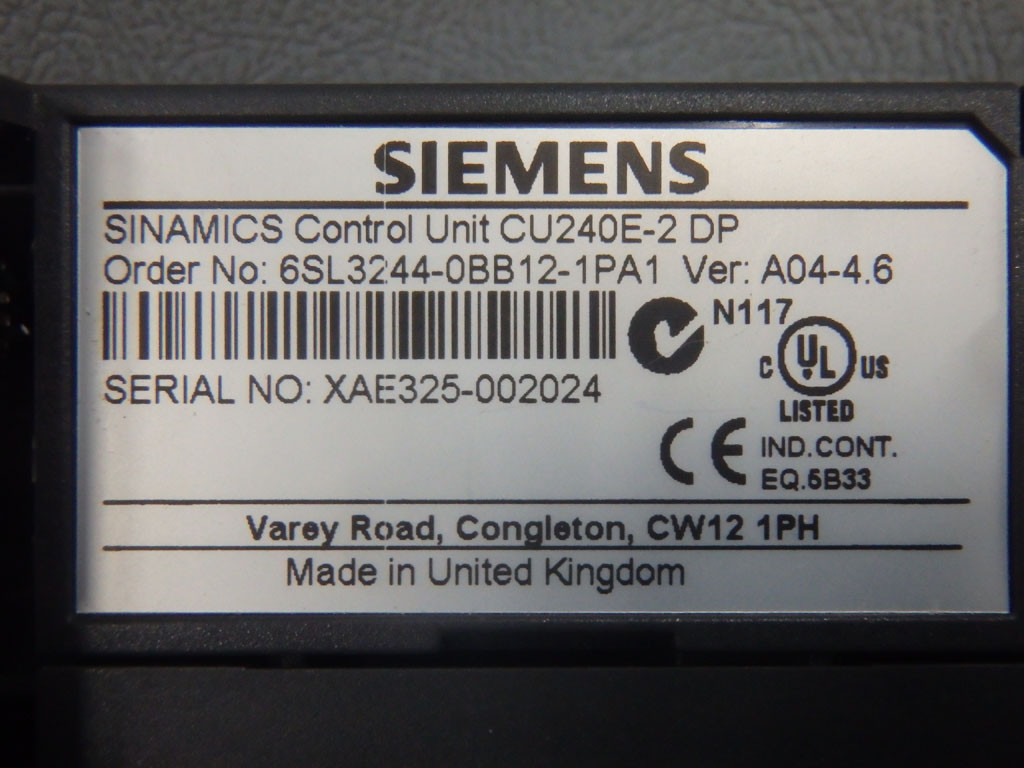 SIEMENS
SINAMICS Control Unit CU240E-2 DP
Order No: 6SL3244-0BB12-1PA1 Ver: A04-4.6
N117
C UL US
LISTED
SERIAL NO: XAE325-002024
CE IND.CONT.
EQ.5B33
Varey Road, Congleton, CW12 1PH
Made in United Kingdom